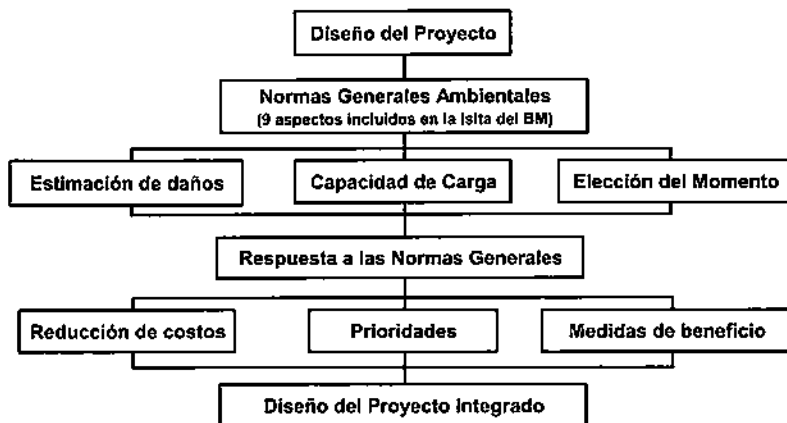 Diseño del Proyecto
Normas Generales Ambientales
(9 aspectos incluidos en la lsita del BM)
Estimación de daños
Capacidad de Carga
Elección del Momento
Respuesta a las Normas Generales
Reducción de costos
Prioridades
Medidas de beneficio
Diseño del Proyecto Integrado